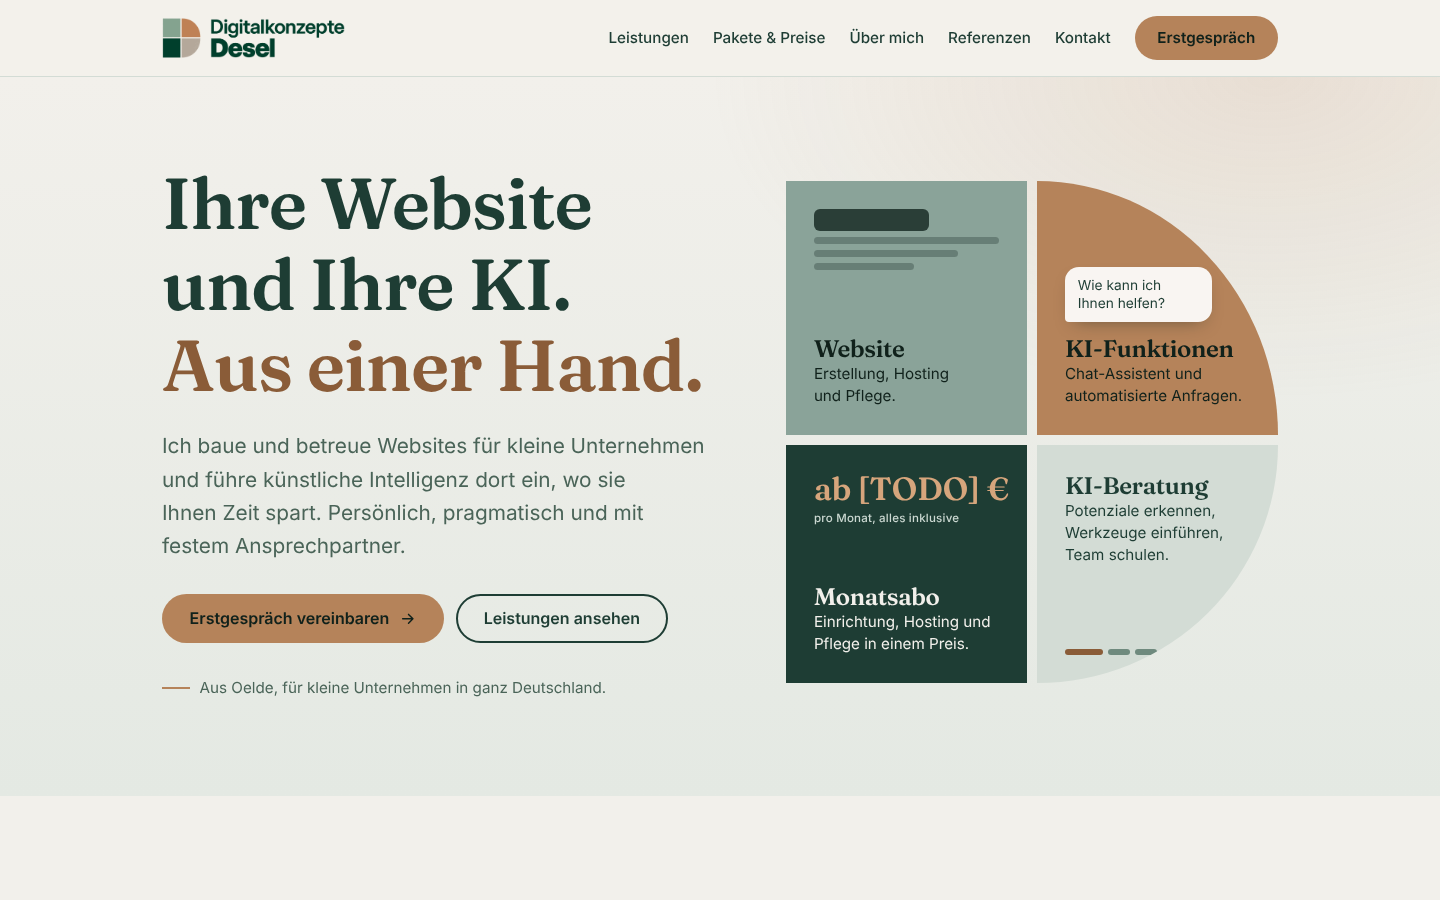 Digitalkonzepte
Desel
Leistungen
Pakete & Preise
Über mich
Referenzen
Kontakt
Erstgespräch
Ihre Website
und Ihre KI.
Aus einer Hand.
Ich baue und betreue Websites für kleine Unternehmen
und führe künstliche Intelligenz dort ein, wo sie
Ihnen Zeit spart. Persönlich, pragmatisch und mit
festem Ansprechpartner.
Erstgespräch vereinbaren →
Leistungen ansehen
Aus Oelde, für kleine Unternehmen in ganz Deutschland.
Website
Erstellung, Hosting
und Pflege.
Wie kann ich
Ihnen helfen?
KI-Funktionen
Chat-Assistent und
automatisierte Anfragen.
ab [TODO] €
pro Monat, alles inklusive
Monatsabo
Einrichtung, Hosting und
Pflege in einem Preis.
KI-Beratung
Potenziale erkennen,
Werkzeuge einführen,
Team schulen.